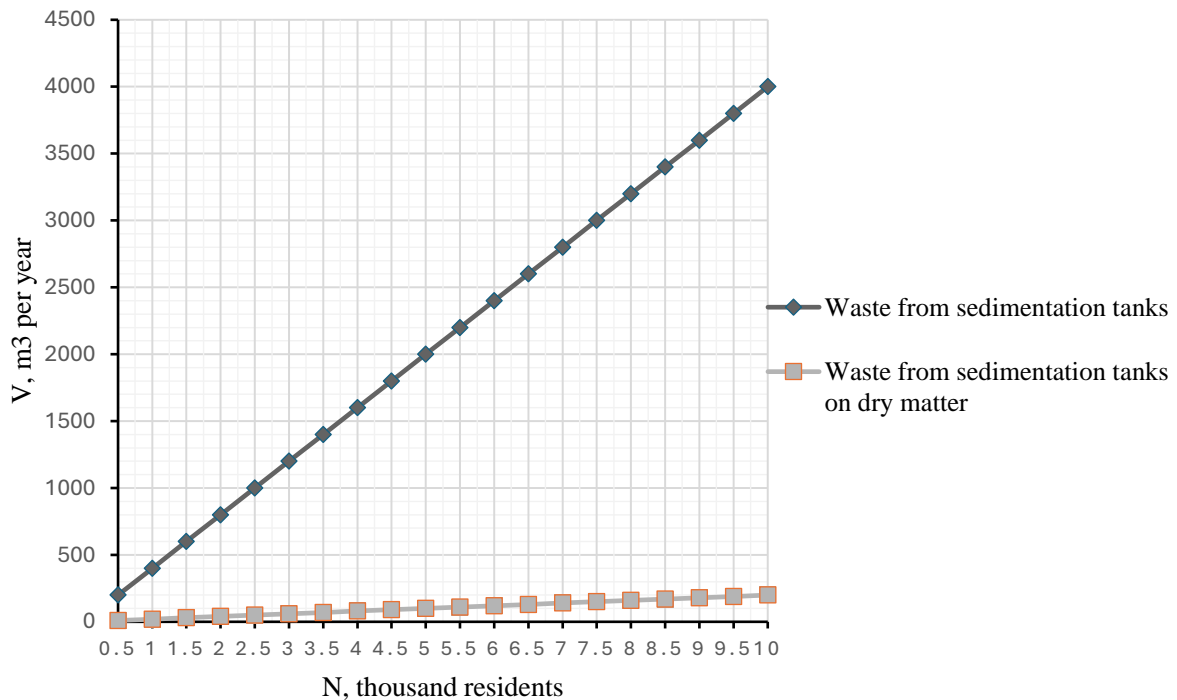 4500
4000
3500
3000
2500
2000
1500
1000
500
0
V, m3 per year
0.5 1 1.5 2 2.5 3 3.5 4 4.5 5 5.5 6 6.5 7 7.5 8 8.5 9 9.5 10
N, thousand residents
Waste from sedimentation tanks
Waste from sedimentation tanks
on dry matter